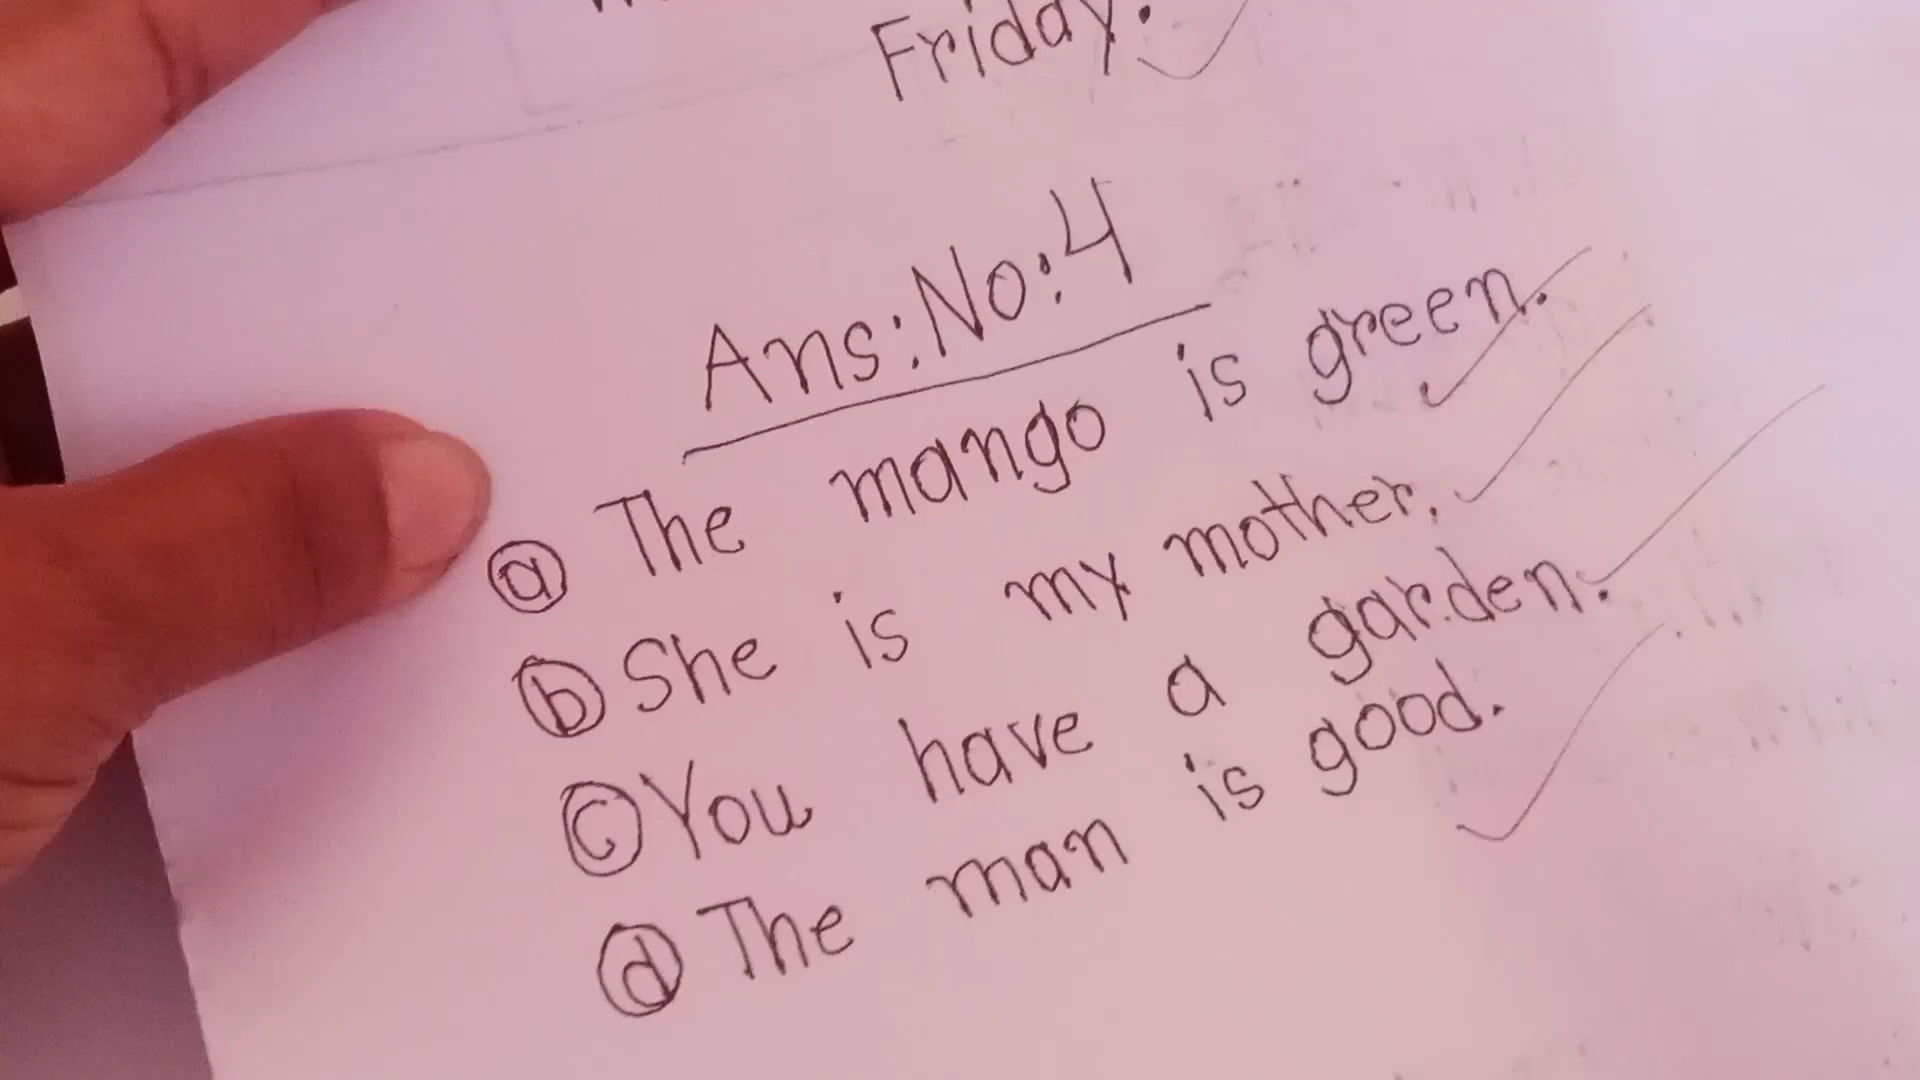 Friday.
Ans:No:4
a The mango is green.
b She is my mother.
c You have a garden.
d The man is good.